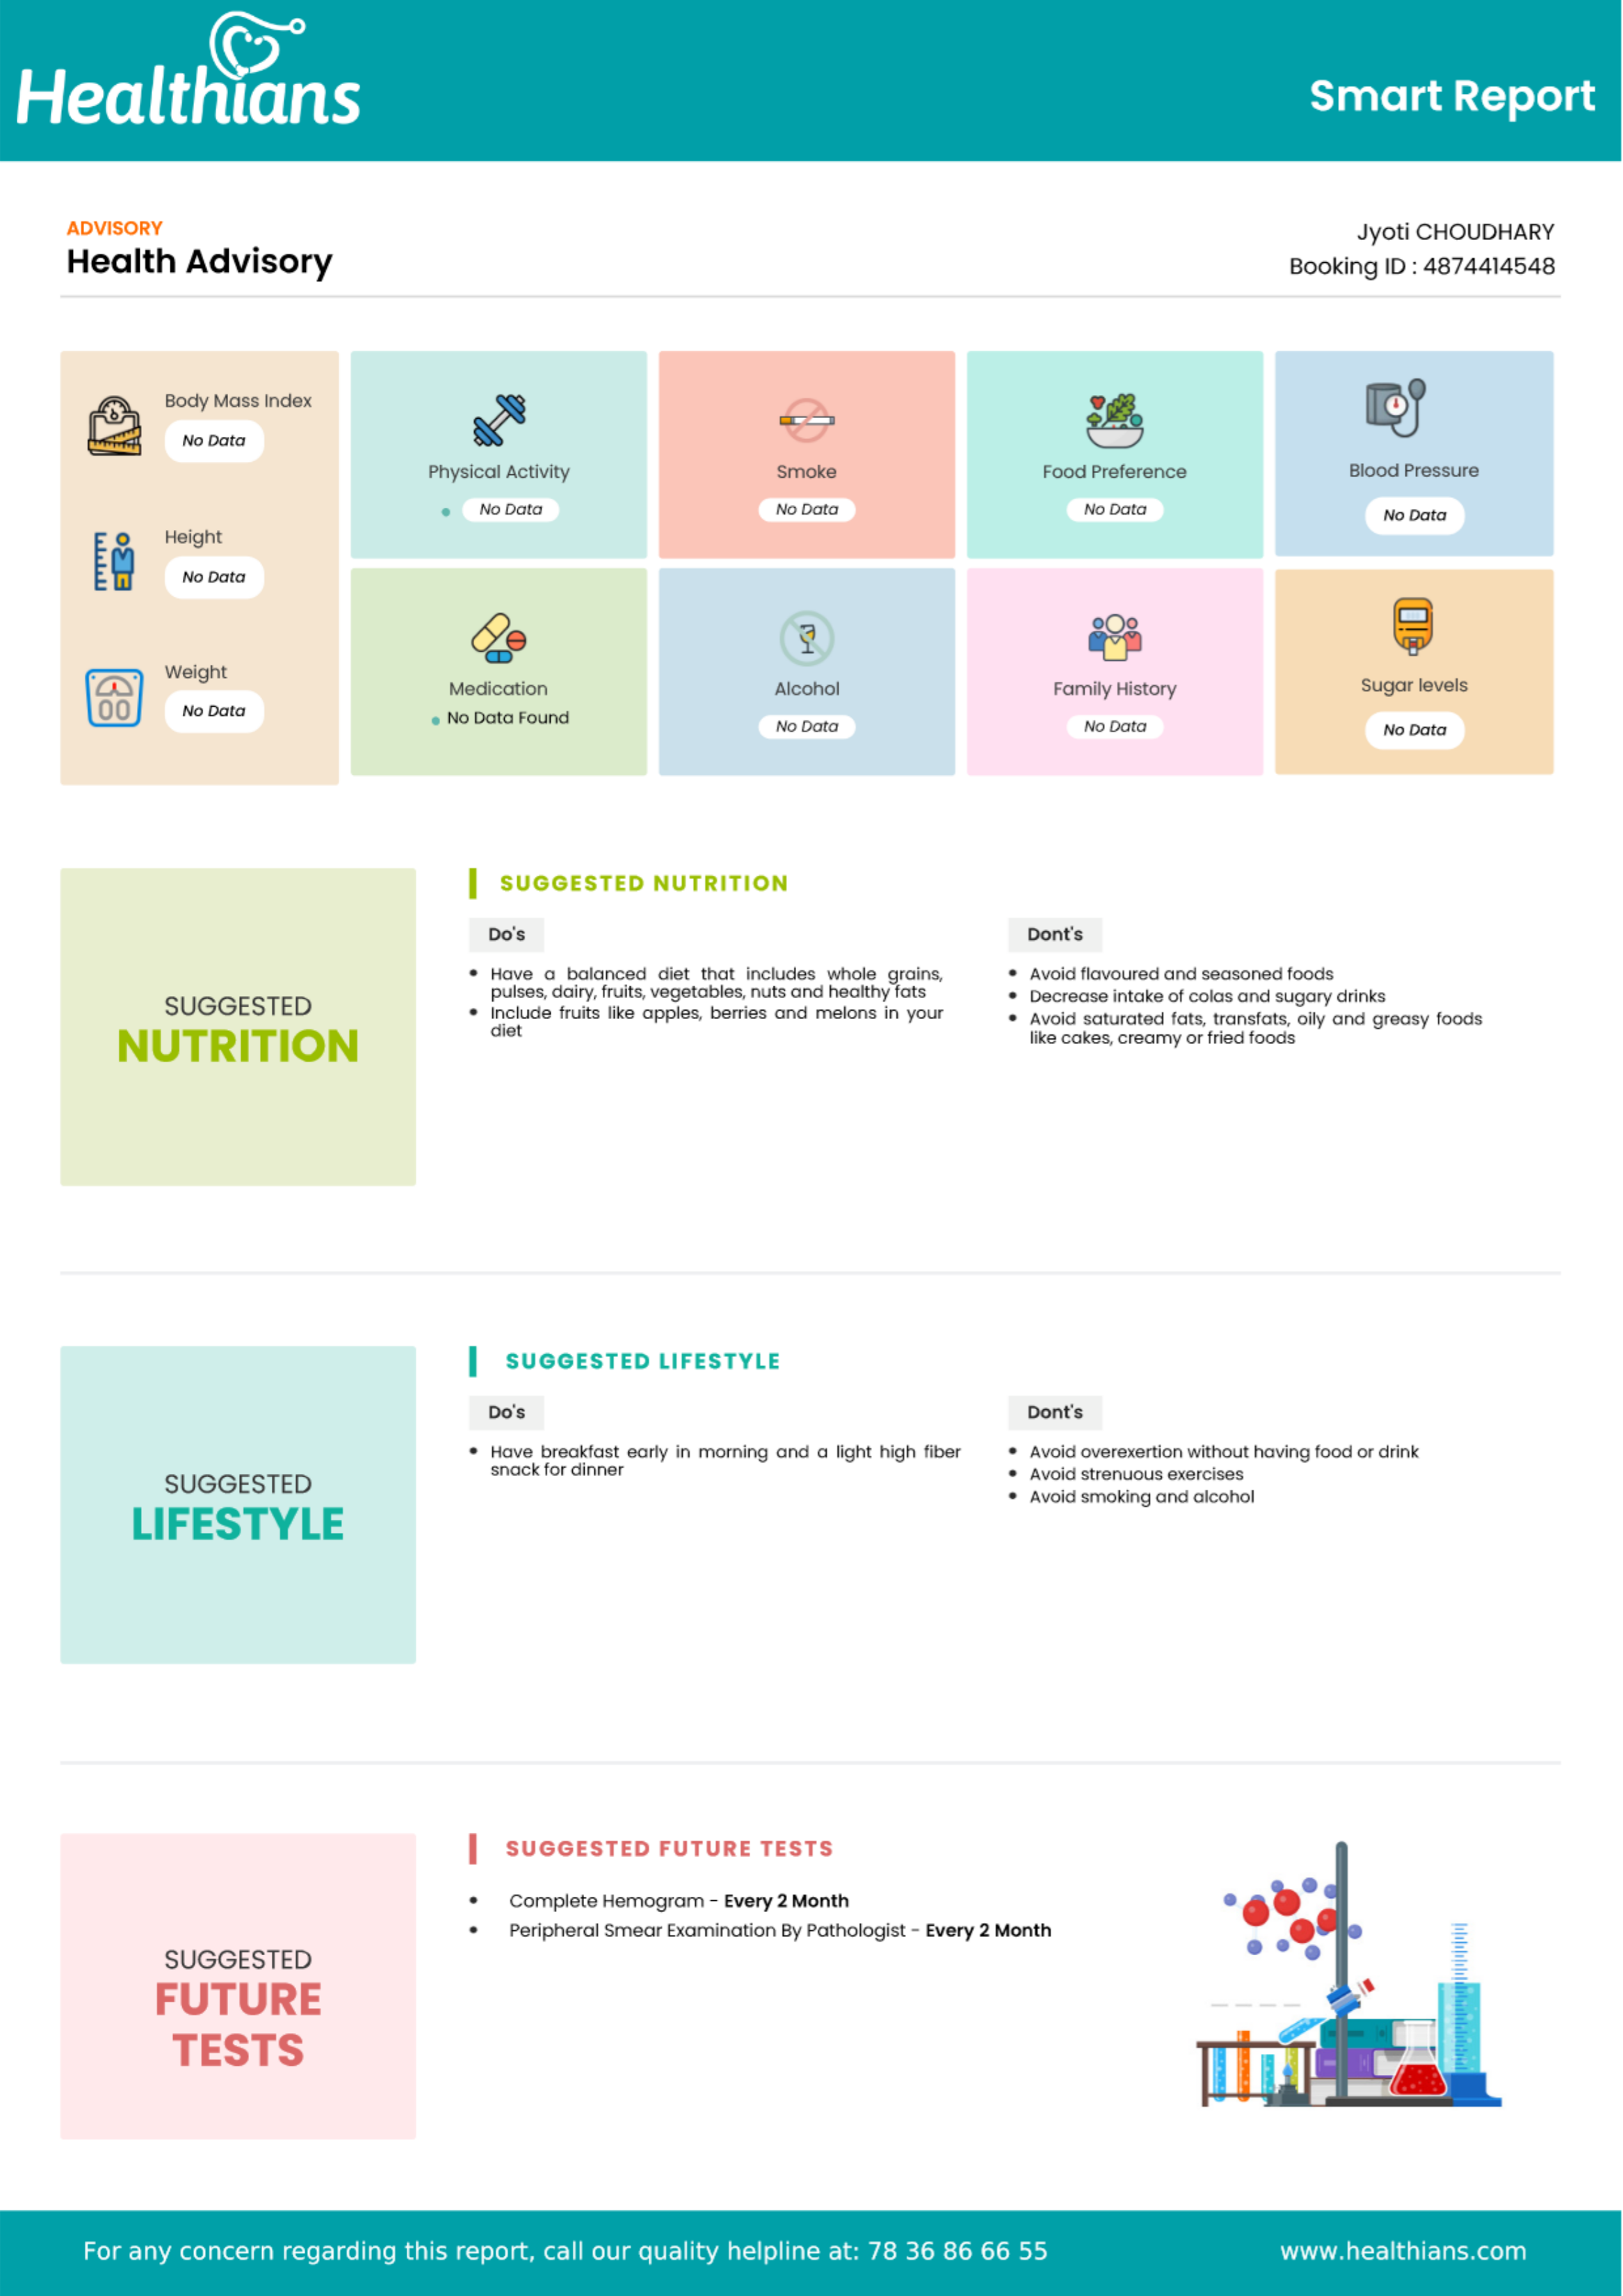 Healthians
Smart Report
ADVISORY
Health Advisory
Jyoti CHOUDHARY
Booking ID : 4874414548
Body Mass Index
No Data
Height
No Data
Weight
No Data
Physical Activity
• No Data
Smoke
No Data
Food Preference
No Data
Blood Pressure
No Data
Medication
• No Data Found
Alcohol
No Data
Family History
No Data
Sugar levels
No Data
SUGGESTED
NUTRITION
SUGGESTED NUTRITION
Do's
• Have a balanced diet that includes whole grains,
pulses, dairy, fruits, vegetables, nuts and healthy fats
• Include fruits like apples, berries and melons in your
diet
Dont's
• Avoid flavoured and seasoned foods
• Decrease intake of colas and sugary drinks
• Avoid saturated fats, transfats, oily and greasy foods
like cakes, creamy or fried foods
SUGGESTED
LIFESTYLE
SUGGESTED LIFESTYLE
Do's
• Have breakfast early in morning and a light high fiber
snack for dinner
Dont's
• Avoid overexertion without having food or drink
• Avoid strenuous exercises
• Avoid smoking and alcohol
SUGGESTED
FUTURE
TESTS
SUGGESTED FUTURE TESTS
• Complete Hemogram - Every 2 Month
• Peripheral Smear Examination By Pathologist - Every 2 Month
For any concern regarding this report, call our quality helpline at: 78 36 86 66 55
www.healthians.com